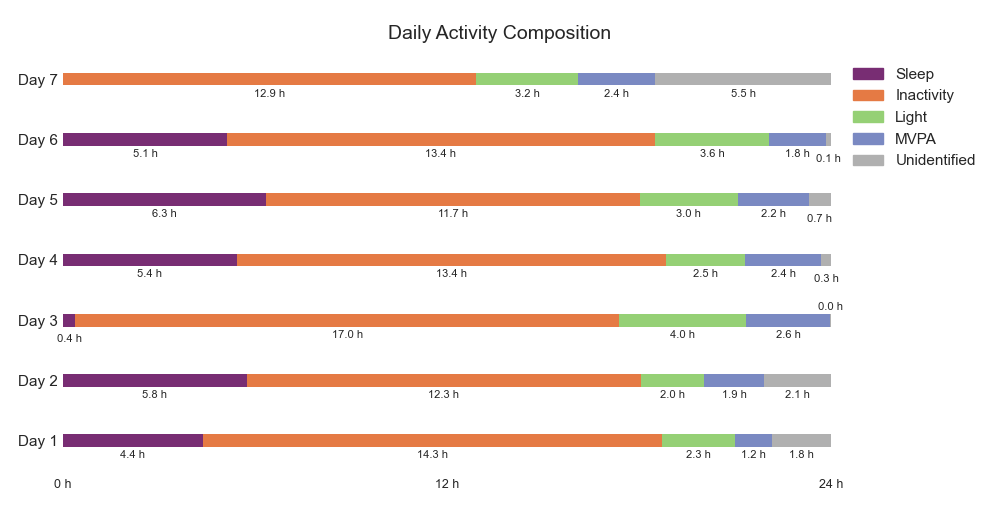 Daily Activity Composition
Day 7
12.9 h 3.2 h 2.4 h 5.5 h
Day 6
5.1 h 13.4 h 3.6 h 1.8 h 0.1 h
Day 5
6.3 h 11.7 h 3.0 h 2.2 h 0.7 h
Day 4
5.4 h 13.4 h 2.5 h 2.4 h 0.3 h
0.0 h
Day 3
0.4 h 17.0 h 4.0 h 2.6 h
Day 2
5.8 h 12.3 h 2.0 h 1.9 h 2.1 h
Day 1
4.4 h 14.3 h 2.3 h 1.2 h 1.8 h
0 h 12 h 24 h
Sleep
Inactivity
Light
MVPA
Unidentified